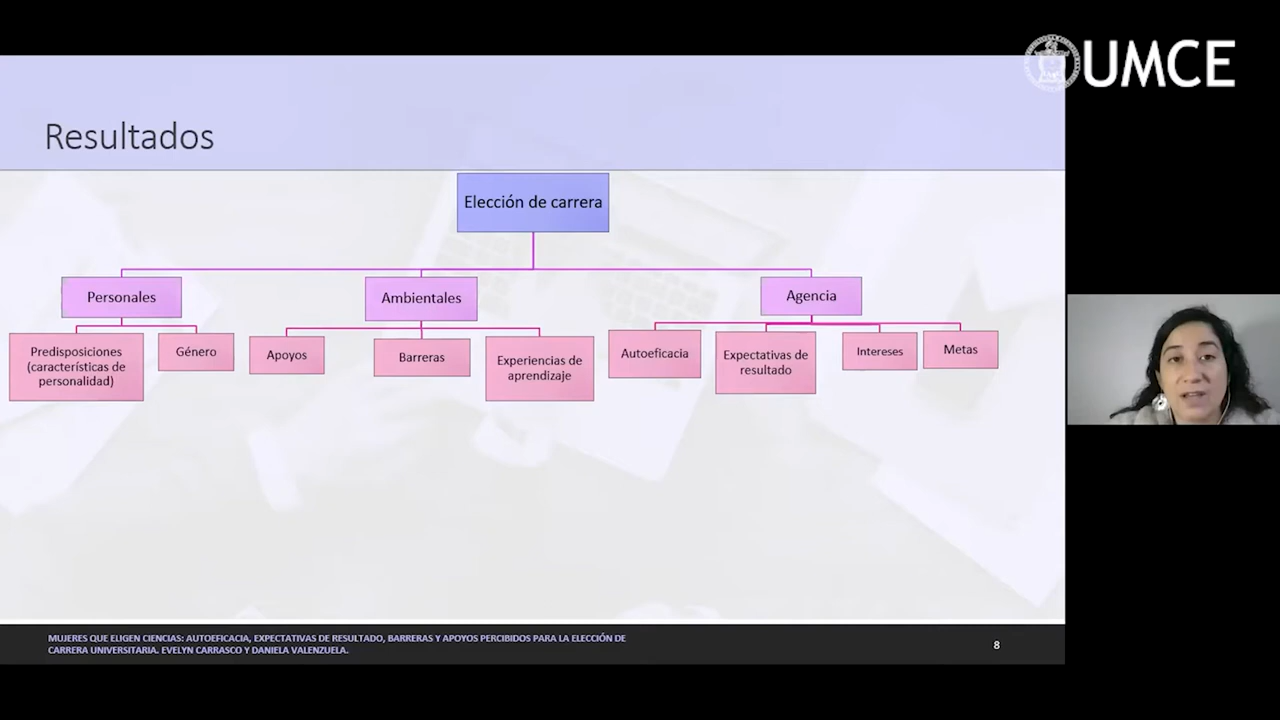 UMCE
Resultados
Elección de carrera
Personales
Ambientales
Agencia
Predisposiciones
(características de
personalidad)
Género
Apoyos
Barreras
Experiencias de
aprendizaje
Autoeficacia
Expectativas de
resultado
Intereses
Metas
MUJERES QUE ELIGEN CIENCIAS: AUTOEFICACIA, EXPECTATIVAS DE RESULTADO, BARRERAS Y APOYOS PERCIBIDOS PARA LA ELECCIÓN DE
CARRERA UNIVERSITARIA. EVELYN CARRASCO Y DANIELA VALENZUELA.
8